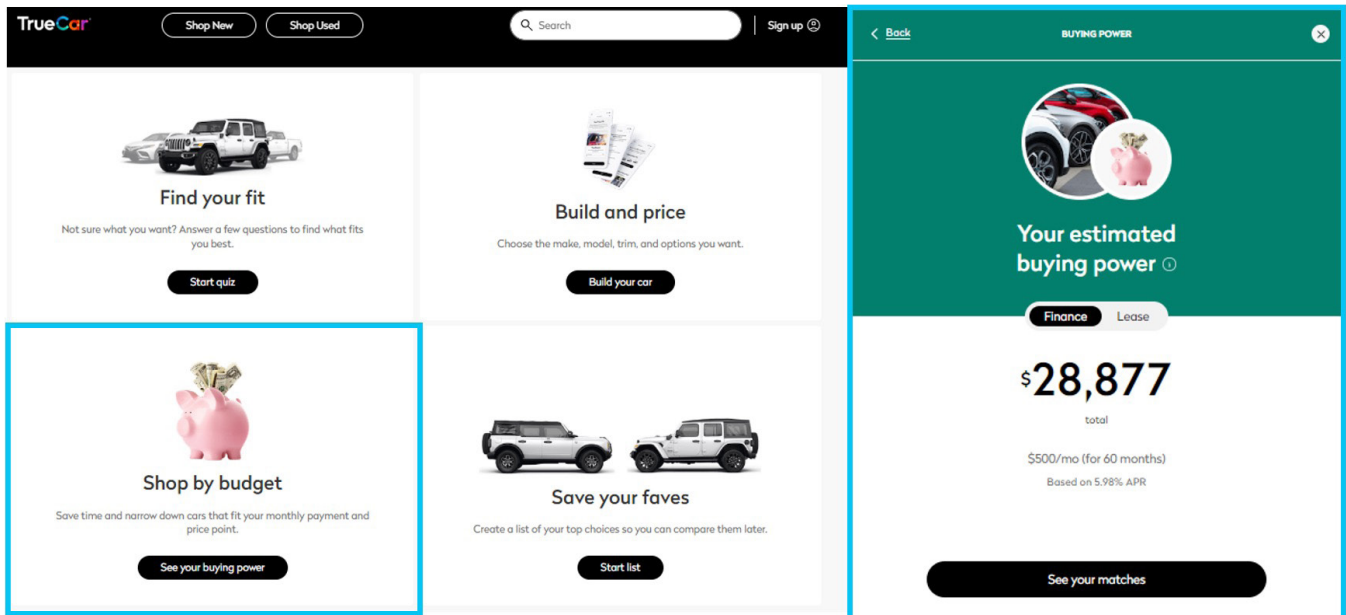 TrueCar
Shop New
Shop Used
Search
Sign up
Find your fit
Not sure what you want? Answer a few questions to find what fits
you best.
Start quiz
Build and price
Choose the make, model, trim, and options you want.
Build your car
Shop by budget
Save time and narrow down cars that fit your monthly payment and
price point.
See your buying power
Save your faves
Create a list of your top choices so you can compare them later.
Start list
Back
BUYING POWER
Your estimated
buying power
Finance
Lease
$28,877
total
$500/mo (for 60 months)
Based on 5.98% APR
See your matches